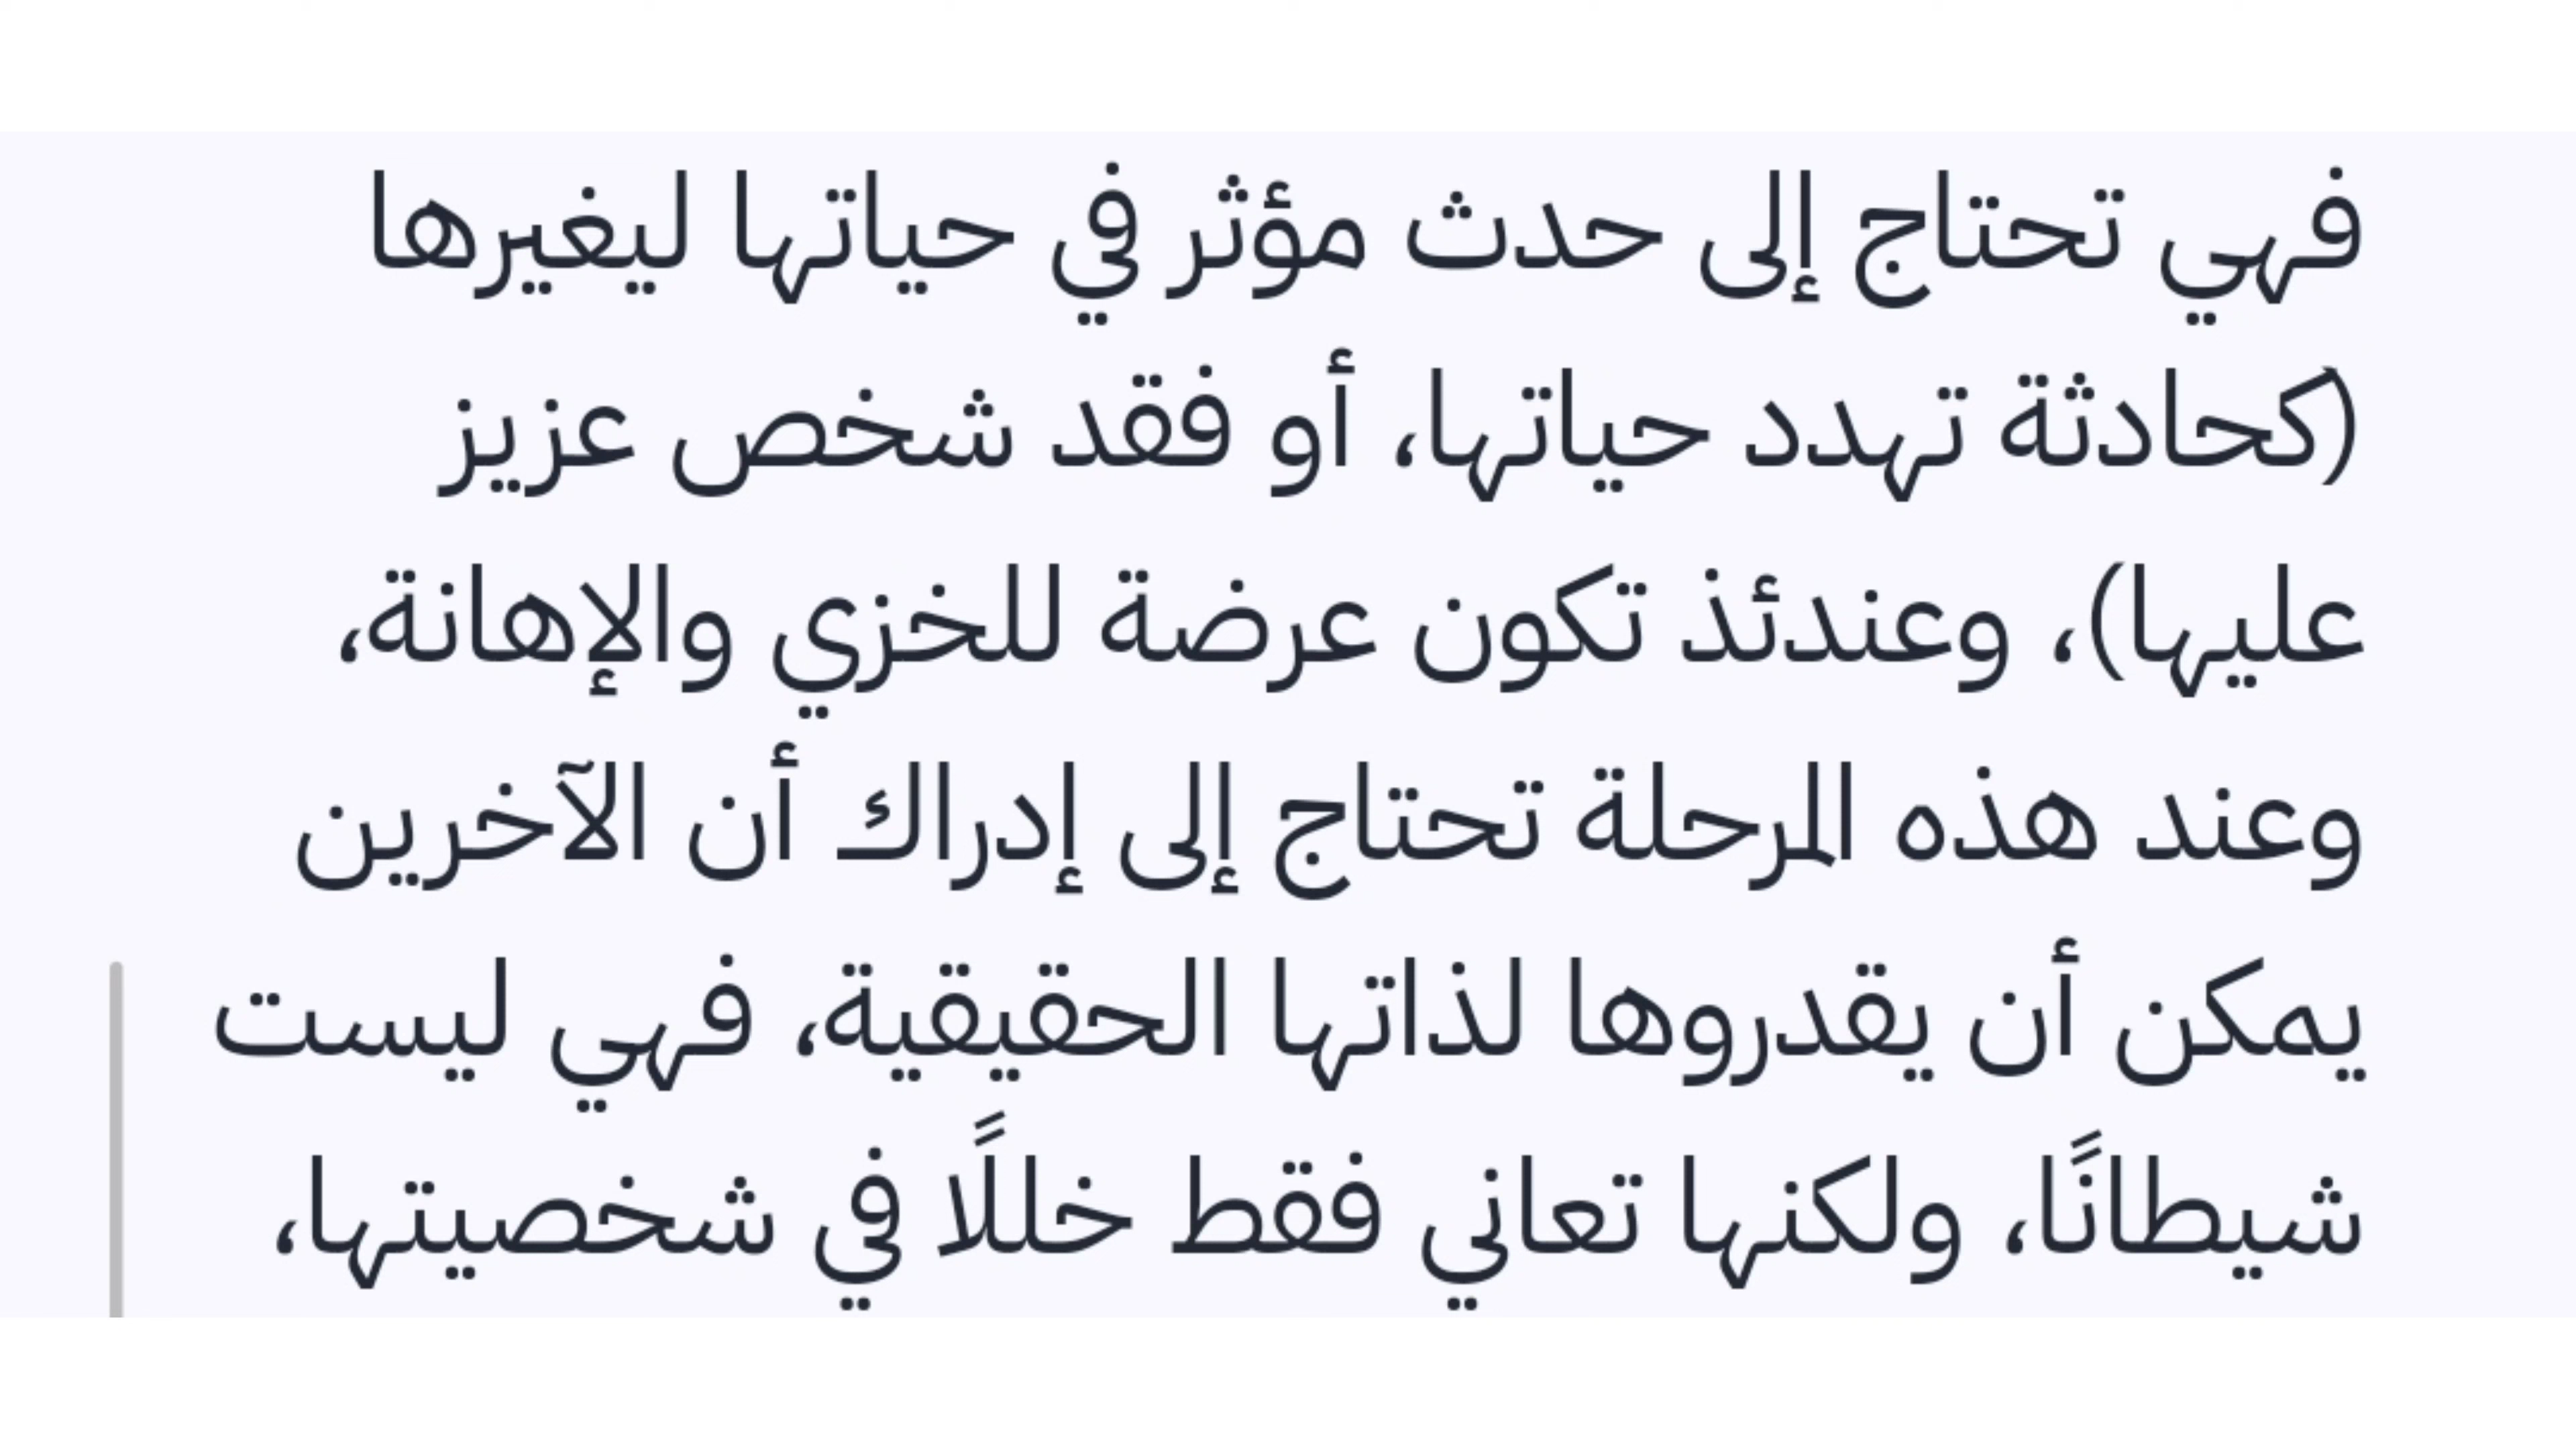 فهي تحتاج إلى حدث مؤثر في حياتها ليغيرها
(كحادثة تهدد حياتها، أو فقد شخص عزيز
عليها)، وعندئذ تكون عرضة للخزي والإهانة،
وعند هذه المرحلة تحتاج إلى إدراك أن الآخرين
يمكن أن يقدروها لذاتها الحقيقية، فهي ليست
شيطانًا، ولكنها تعاني فقط خللًا في شخصيتها،